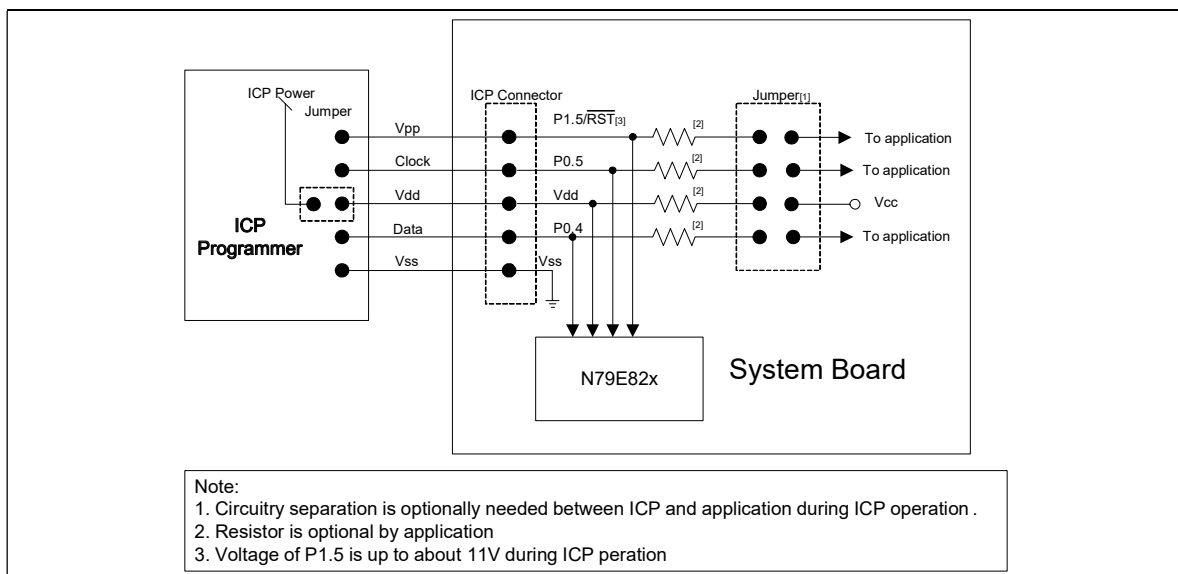 ICP Power
Jumper
ICP Connector
Jumper[1]
Vpp
P1.5/RST[3]
[2]
To application
Clock
P0.5
[2]
To application
Vdd
Vdd
[2]
Vcc
ICP
Programmer
Data
P0.4
[2]
To application
Vss
Vss
N79E82x
System Board
Note:
1. Circuitry separation is optionally needed between ICP and application during ICP operation .
2. Resistor is optional by application
3. Voltage of P1.5 is up to about 11V during ICP peration